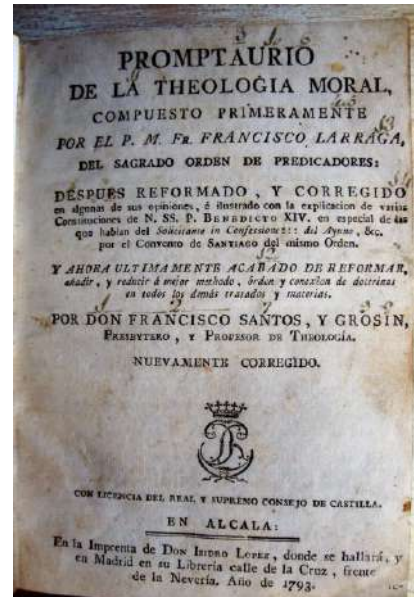 PROMPTAURIO
DE LA THEOLOGIA MORAL,
COMPUESTO PRIMERAMENTE
POR EL P. M. Fr. FRANCISCO LARRAGA,
DEL SAGRADO ORDEN DE PREDICADORES:
DESPUES REFORMADO, Y CORREGIDO
en algunas de sus opiniones, é ilustrado con la explicacion de varias
Constituciones de N. SS. P. BENEDICTO XIV. en especial de las
que hablan del Solicitante in Confessione::: del Ayuno, &c.
por el Convento de SANTIAGO del mismo Orden.
Y AHORA ULTIMAMENTE ACABADO DE REFORMAR,
añadir, y reducir á mejor methodo, órden y conexîon de doctrinas
en todos los demás tratados y materias.
POR DON FRANCISCO SANTOS, Y GROSIN,
PRESBYTERO, Y PROFESOR DE THEOLOGÍA.
NUEVAMENTE CORREGIDO.
CON LICENCIA DEL REAL Y SUPREMO CONSEJO DE CASTILLA.
EN ALCALA:
En la Imprenta de DON ISIDRO LOPEZ, donde se hallará, y
en Madrid en su Librería calle de la Cruz, frente
de la Nevería. Año de 1793.